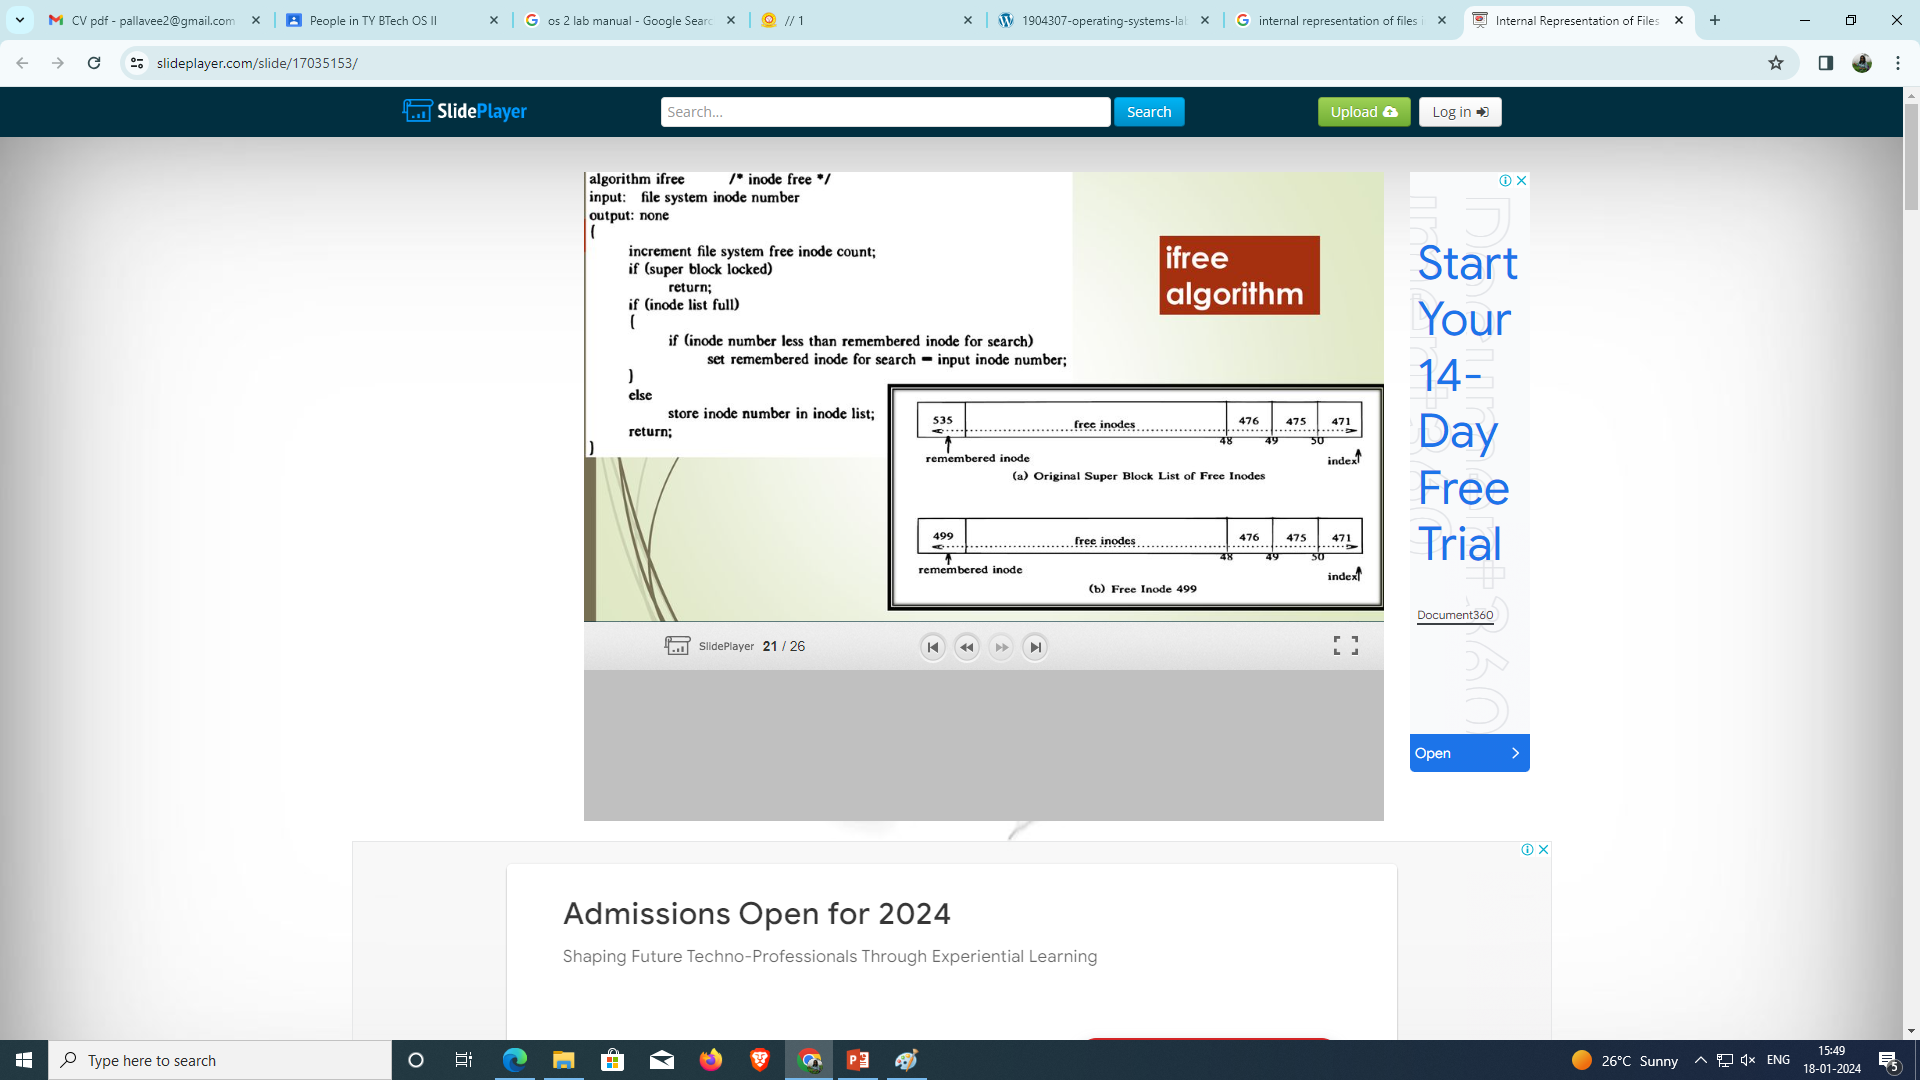 CV pdf - pallavee2@gmail.com
People in TY BTech OS II
os 2 lab manual - Google Searc
// 1
1904307-operating-systems-la
internal representation of files i
Internal Representation of Files
slideplayer.com/slide/17035153/
SlidePlayer
Search...
Search
Upload
Log in
algorithm ifree /* inode free */
input: file system inode number
output: none
{
increment file system free inode count;
if (super block locked)
return;
if (inode list full)
{
if (inode number less than remembered inode for search)
set remembered inode for search = input inode number;
}
else
store inode number in inode list;
return;
}
ifree
algorithm
535 free inodes 476 475 471
48 49 50
remembered inode
index
(a) Original Super Block List of Free Inodes
499 free inodes 476 475 471
48 49 50
remembered inode
index
(b) Free Inode 499
SlidePlayer 21 / 26
Start
Your
14-
Day
Free
Trial
Document360
Open
Admissions Open for 2024
Shaping Future Techno-Professionals Through Experiential Learning
Type here to search
26°C Sunny
ENG
15:49
18-01-2024
5